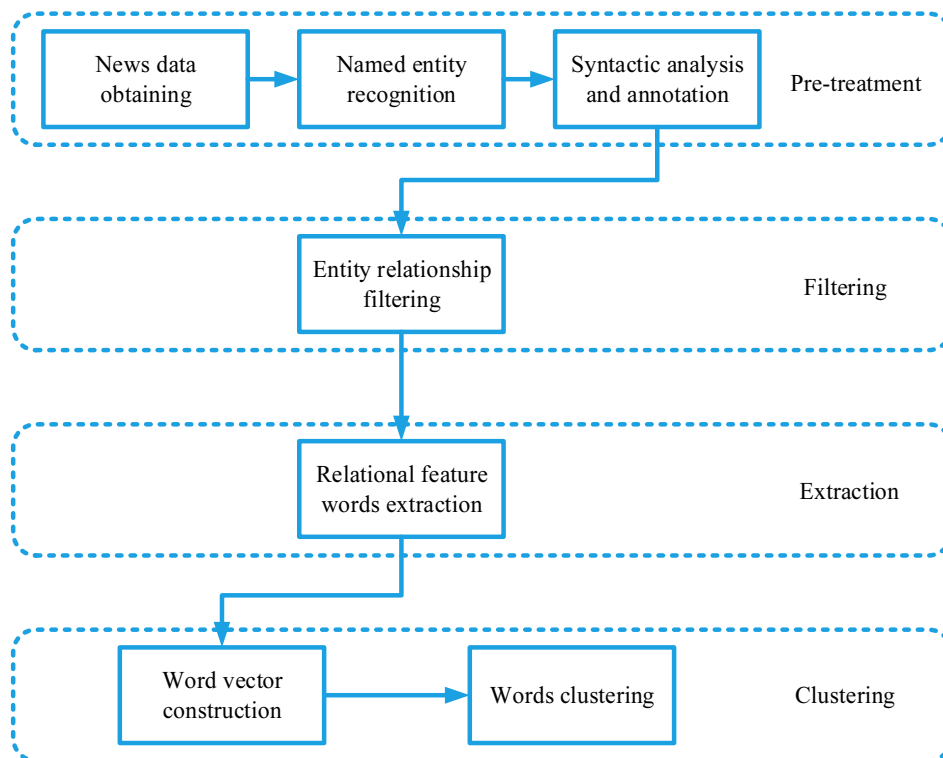 News data
obtaining
Named entity
recognition
Syntactic analysis
and annotation
Pre-treatment
Entity relationship
filtering
Filtering
Relational feature
words extraction
Extraction
Word vector
construction
Words clustering
Clustering